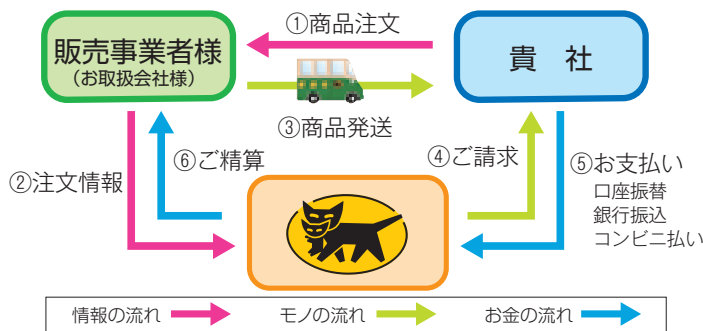 ①商品注文
販売事業者様
(お取扱会社様)
貴 社
③商品発送
②注文情報
⑥ご精算
④ご請求
⑤お支払い
口座振替
銀行振込
コンビニ払い
情報の流れ
モノの流れ
お金の流れ